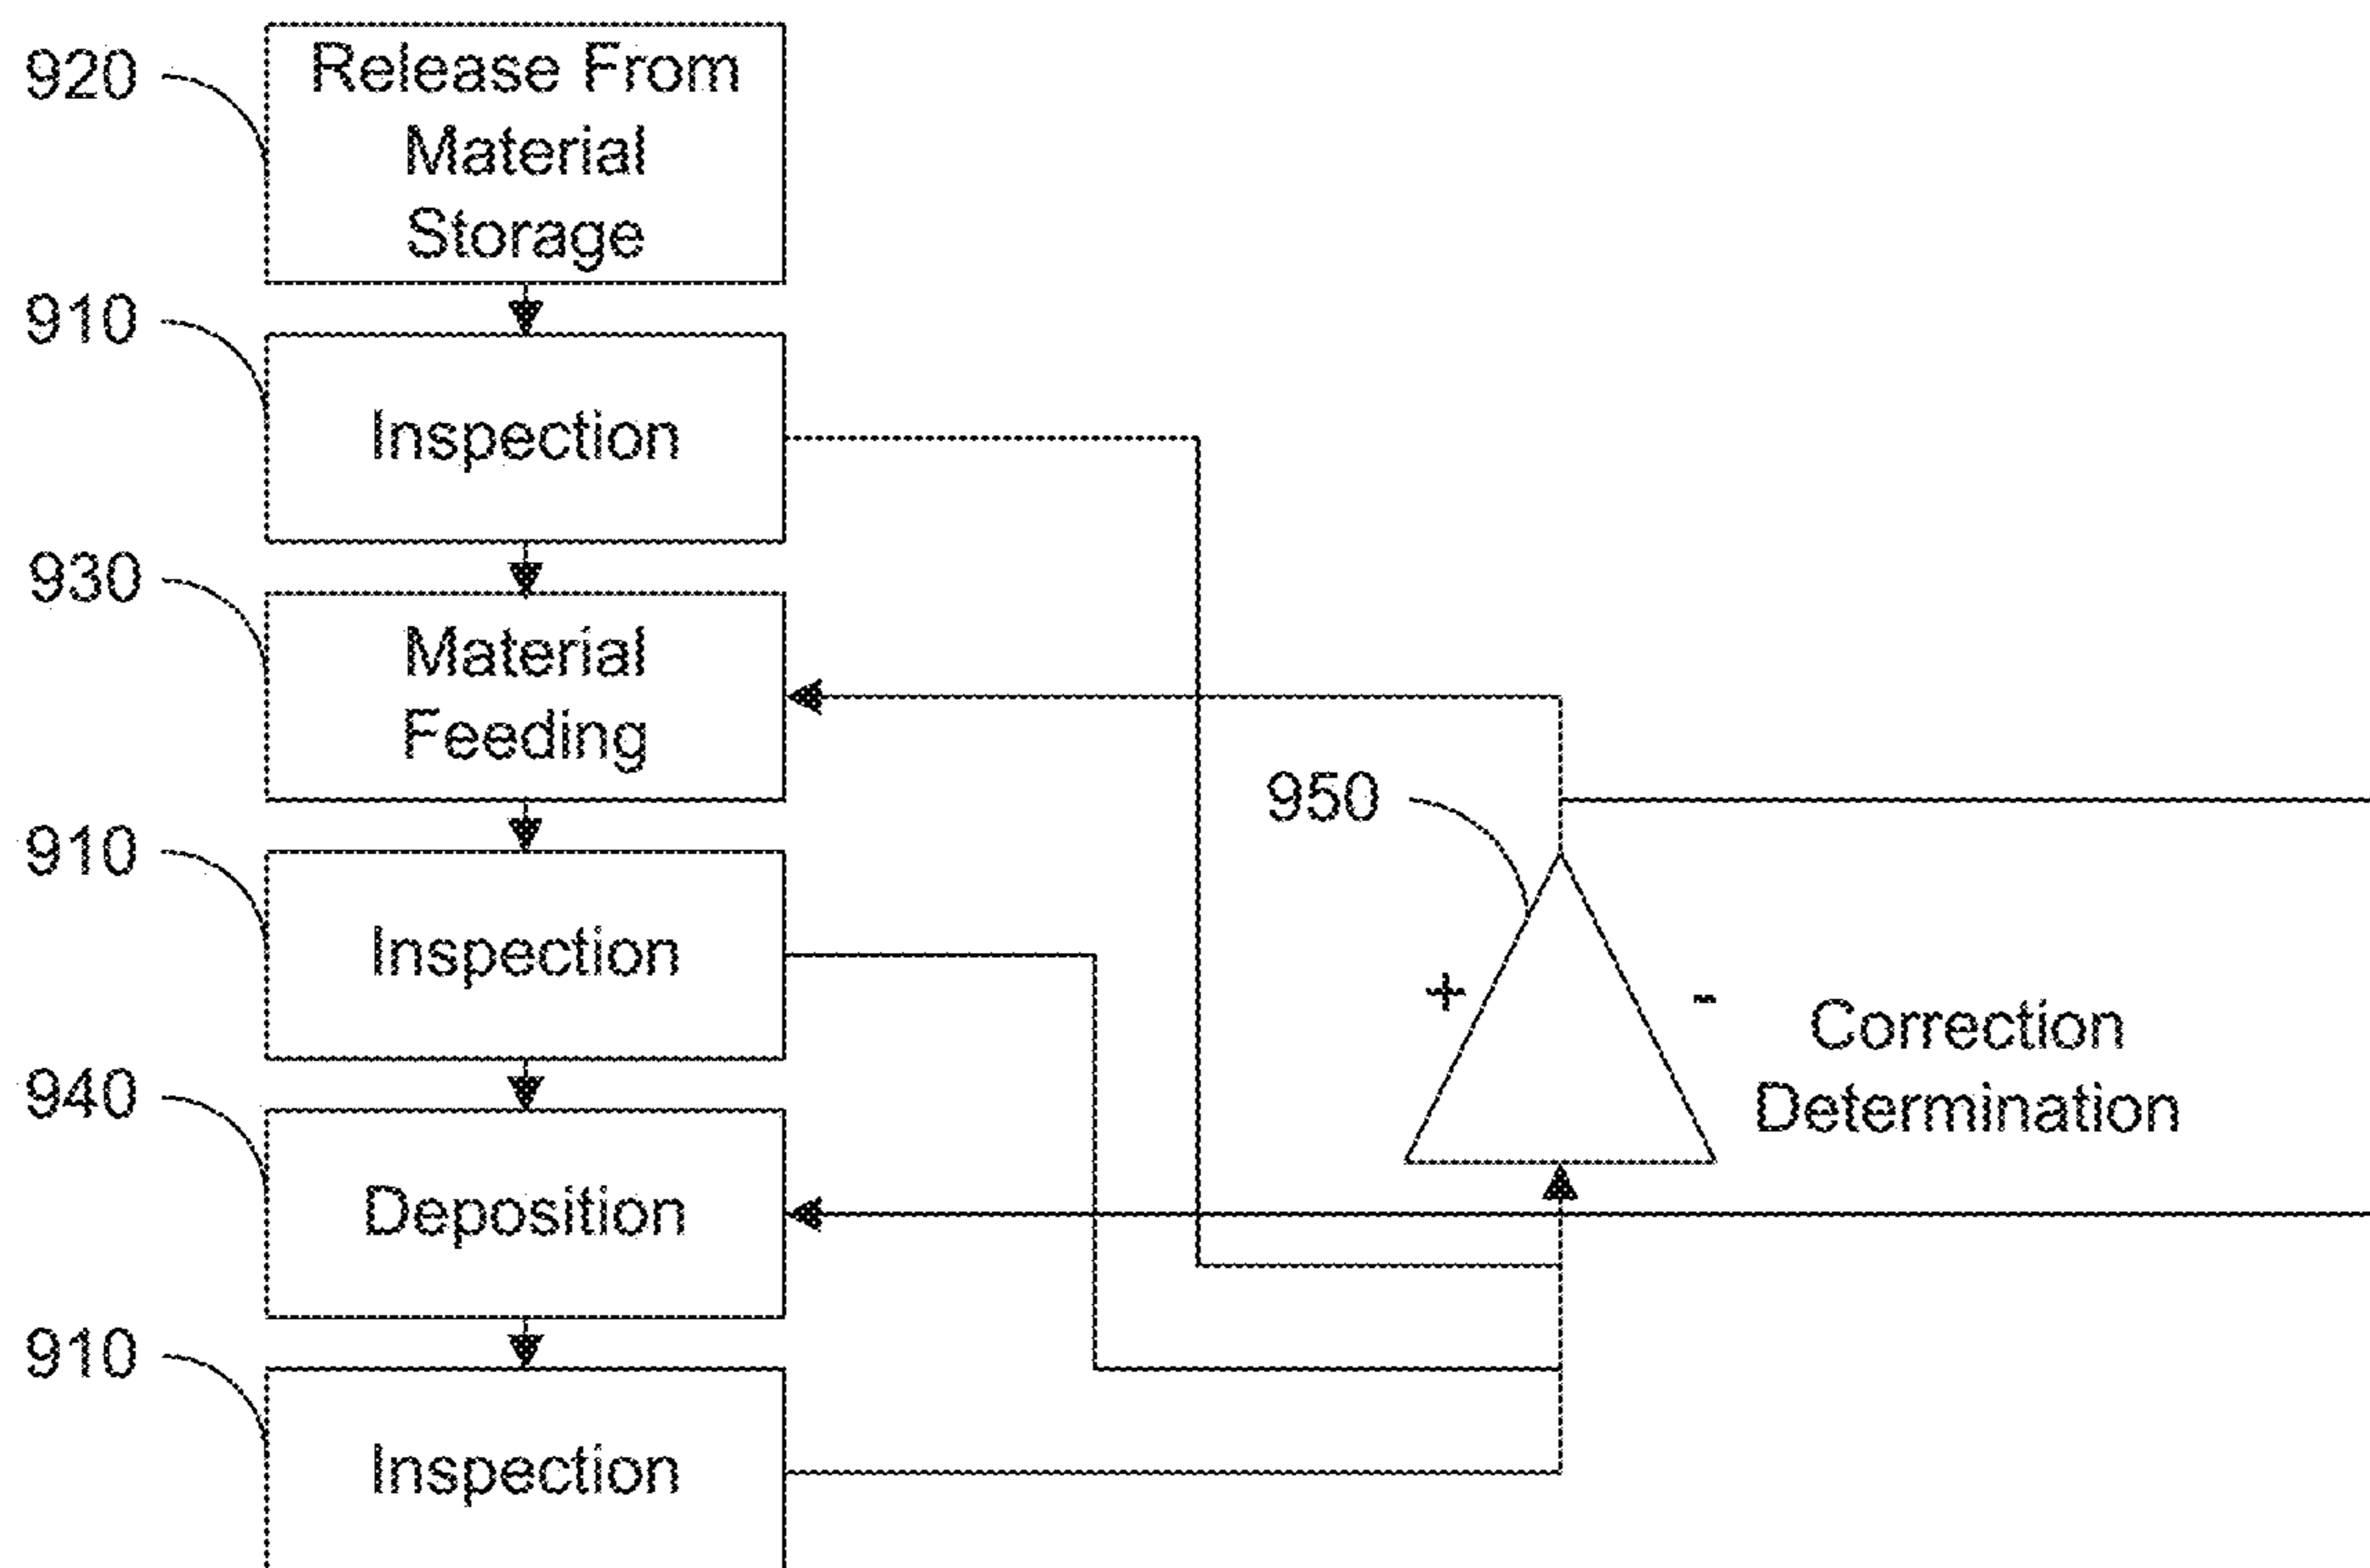 920
Release From
Material
Storage
910
Inspection
930
Material
Feeding
950
910
Inspection
+
-
Correction
Determination
940
Deposition
910
Inspection